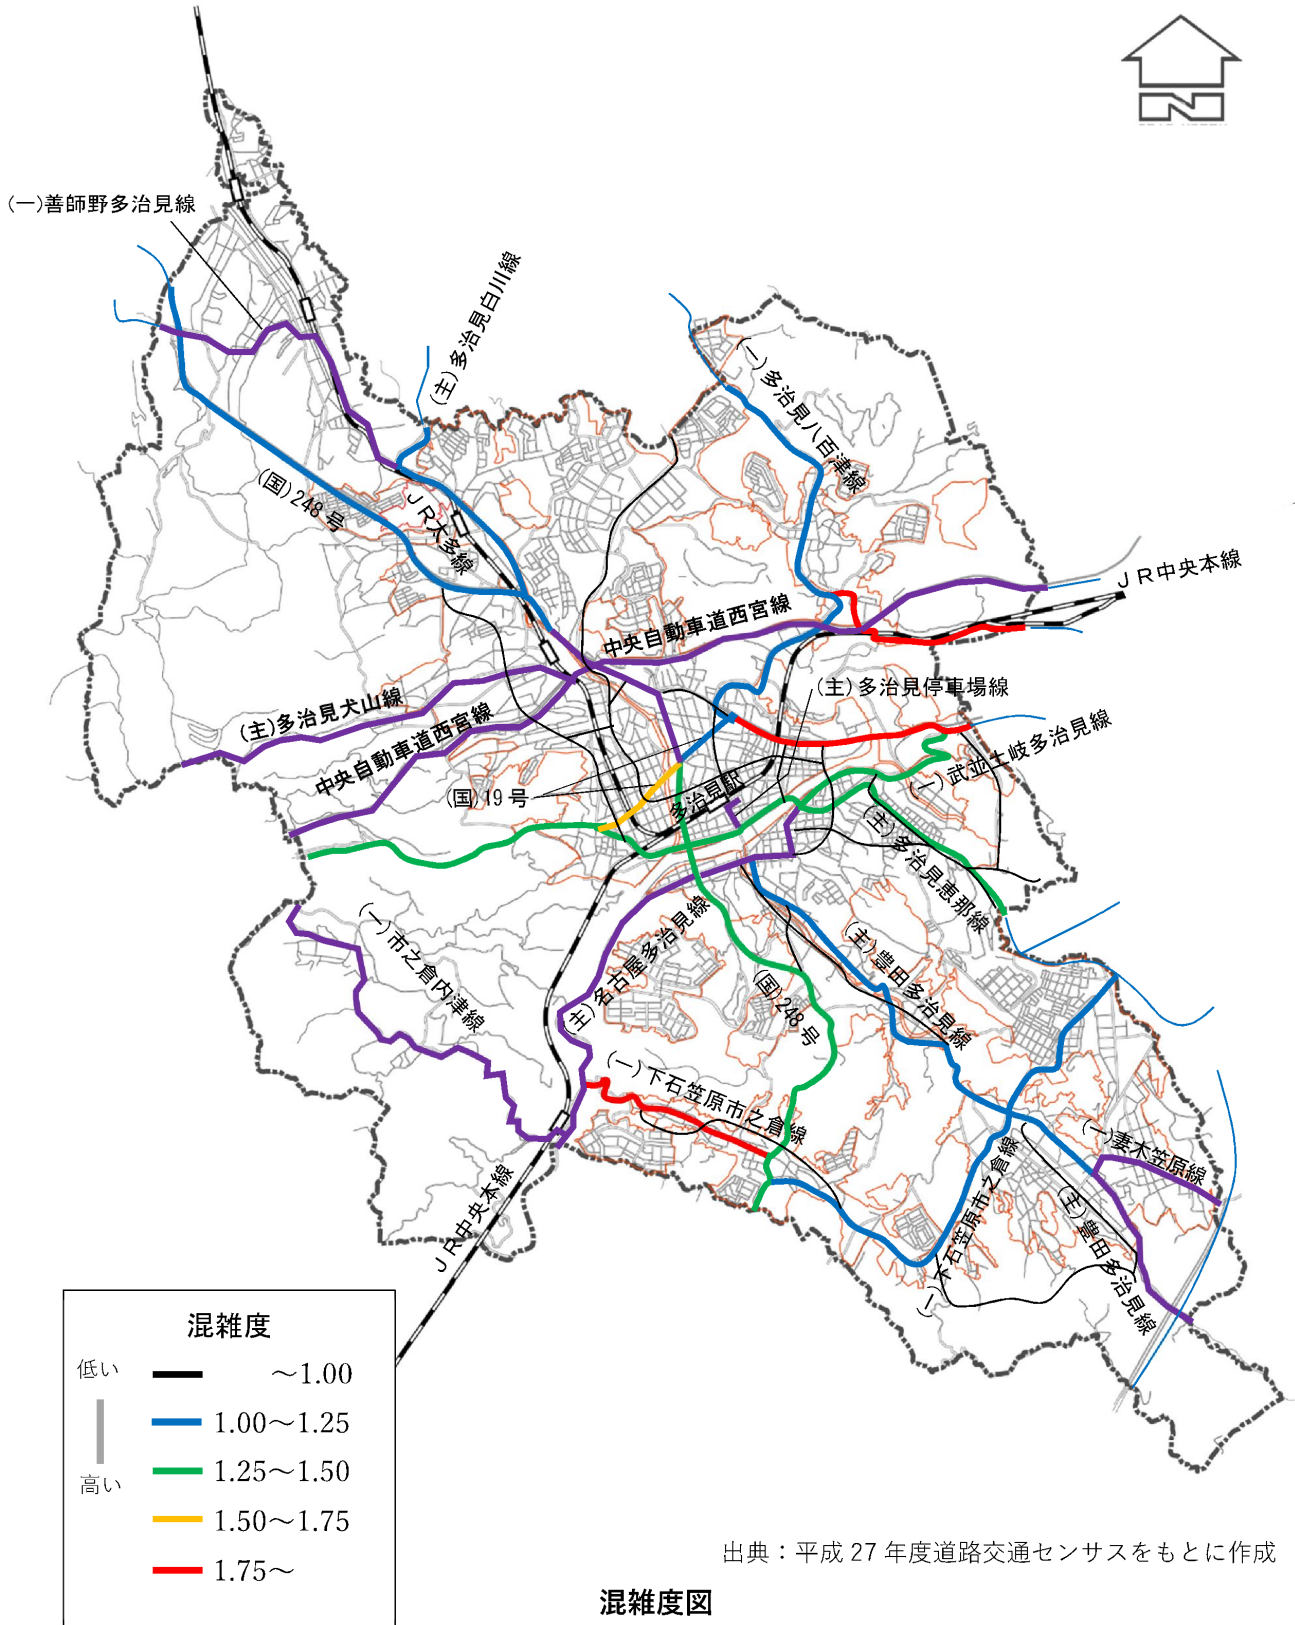 (一)善師野多治見線
(主)多治見白川線
(一)多治見八百津線
(国)248号
JR太多線
JR中央本線
中央自動車道西宮線
(主)多治見停車場線
(主)多治見犬山線
中央自動車道西宮線
(一)武並土岐多治見線
(国)19号
多治見駅
(主)多治見恵那線
(一)市之倉内津線
(主)名古屋多治見線
(主)豊田多治見線
(国)248号
(一)下石笠原市之倉線
(一)妻木笠原線
(一)下石笠原市之倉線
(主)豊田多治見線
JR中央本線
混雑度
低い
～1.00
1.00～1.25
1.25～1.50
高い
1.50～1.75
1.75～
出典：平成 27 年度道路交通センサスをもとに作成
混雑度図